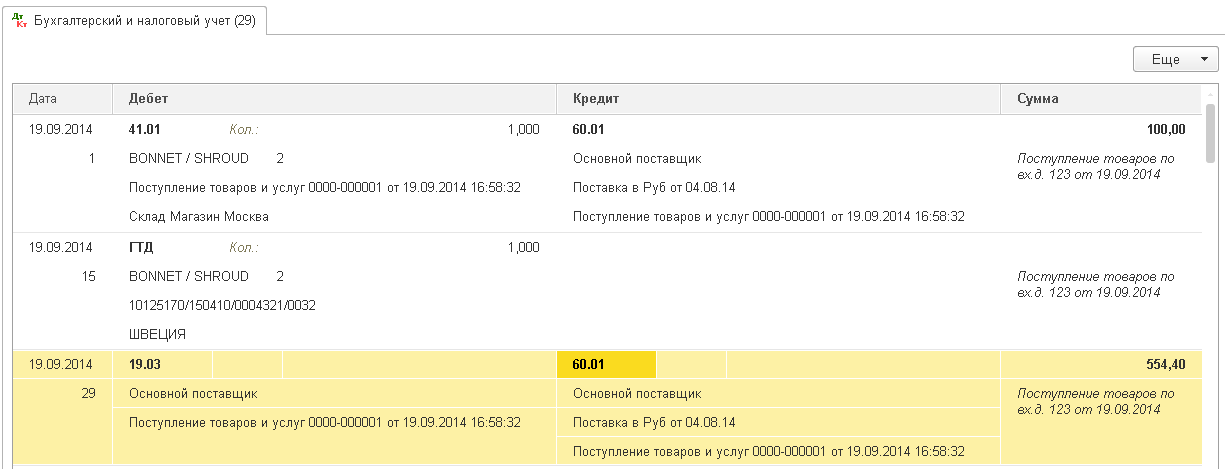 Дт Кт Бухгалтерский и налоговый учет (29)
Еще
Дата Дебет Кредит Сумма
19.09.2014 41.01 Кол.: 1,000 60.01 100,00
1 BONNET / SHROUD 2 Основной поставщик Поступление товаров по
вх.д. 123 от 19.09.2014
Поступление товаров и услуг 0000-000001 от 19.09.2014 16:58:32 Поставка в Руб от 04.08.14
Склад Магазин Москва Поступление товаров и услуг 0000-000001 от 19.09.2014 16:58:32
19.09.2014 ГТД Кол.: 1,000
15 BONNET / SHROUD 2 Поступление товаров по
вх.д. 123 от 19.09.2014
10125170/150410/0004321/0032
ШВЕЦИЯ
19.09.2014 19.03 60.01 554,40
29 Основной поставщик Основной поставщик Поступление товаров по
вх.д. 123 от 19.09.2014
Поступление товаров и услуг 0000-000001 от 19.09.2014 16:58:32 Поставка в Руб от 04.08.14
Поступление товаров и услуг 0000-000001 от 19.09.2014 16:58:32